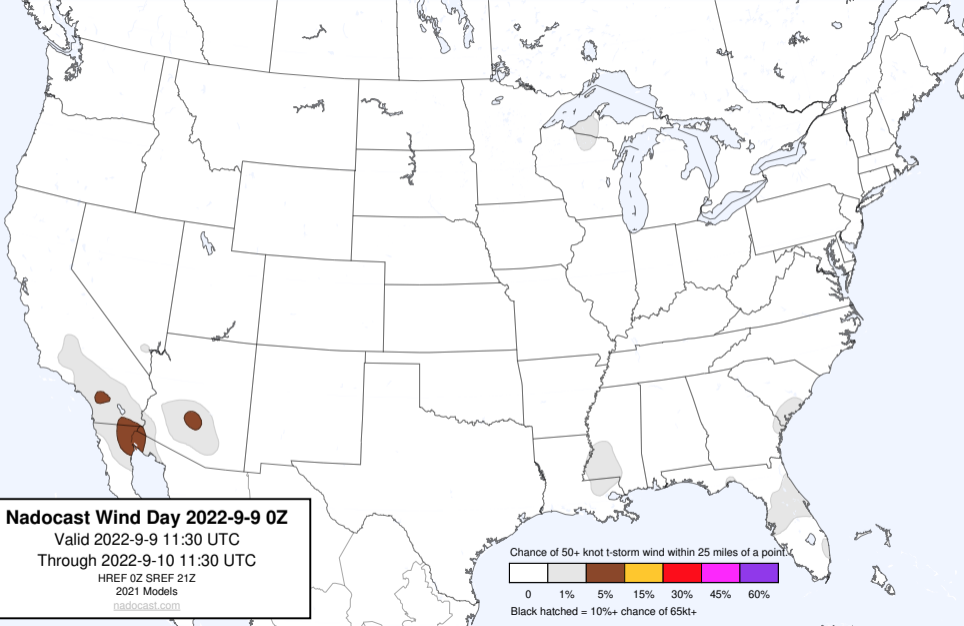 Nadocast Wind Day 2022-9-9 0Z
Valid 2022-9-9 11:30 UTC
Through 2022-9-10 11:30 UTC
HREF 0Z SREF 21Z
2021 Models
nadocast.com
Chance of 50+ knot t-storm wind within 25 miles of a point.
0 1% 5% 15% 30% 45% 60%
Black hatched = 10%+ chance of 65kt+